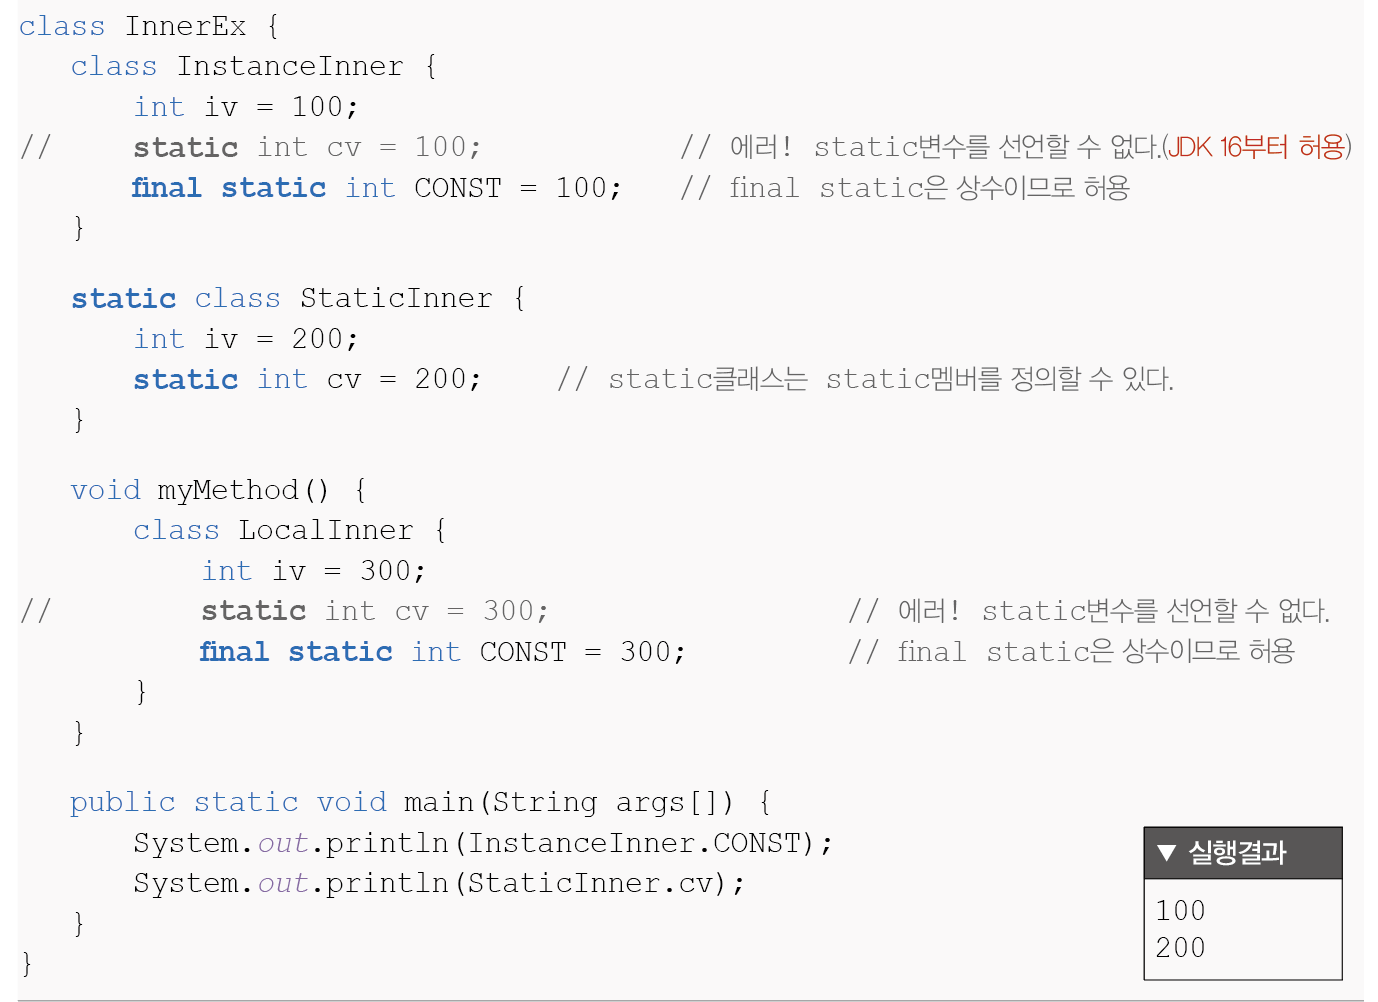 class InnerEx {
class InstanceInner {
int iv = 100;
// static int cv = 100; // 에러! static변수를 선언할 수 없다.(JDK 16부터 허용)
final static int CONST = 100; // final static은 상수이므로 허용
}
static class StaticInner {
int iv = 200;
static int cv = 200; // static클래스는 static멤버를 정의할 수 있다.
}
void myMethod() {
class LocalInner {
int iv = 300;
// static int cv = 300; // 에러! static변수를 선언할 수 없다.
final static int CONST = 300; // final static은 상수이므로 허용
}
}
public static void main(String args[]) {
System.out.println(InstanceInner.CONST);
System.out.println(StaticInner.cv);
}
}
▼ 실행결과
100
200